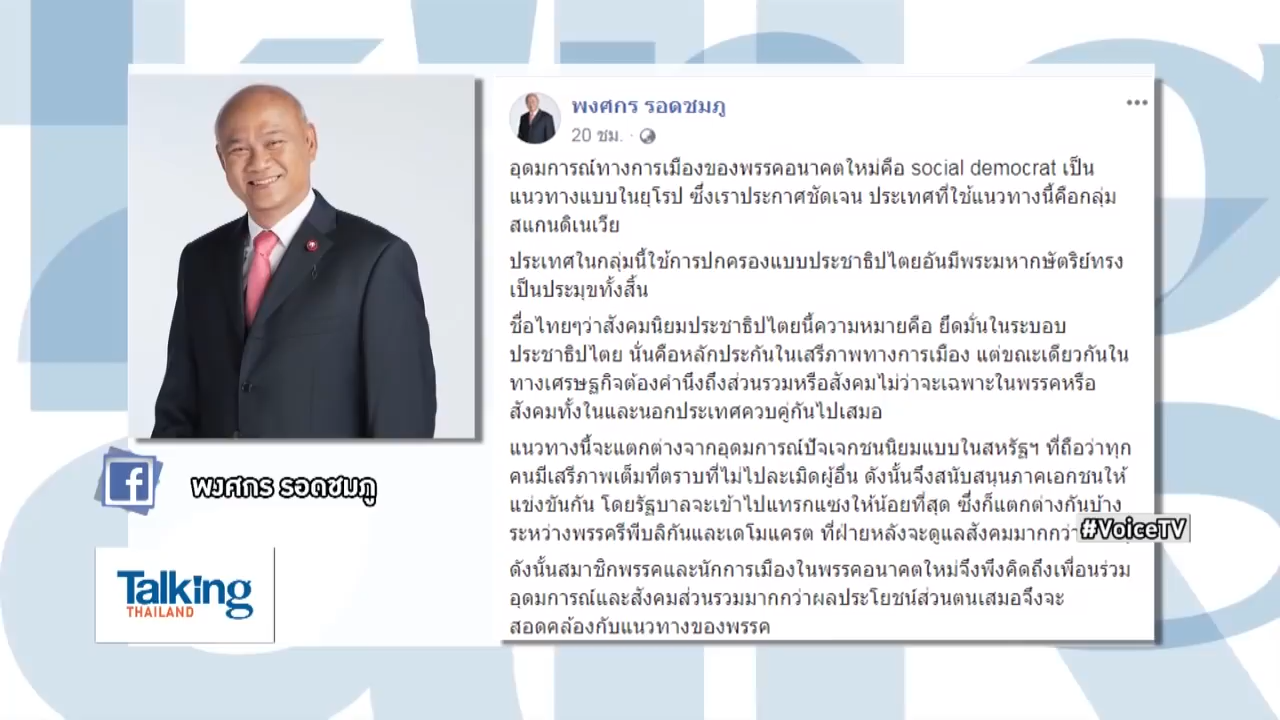 พงศกร รอดชมภู
20 ชม.
อุดมการณ์ทางการเมืองของพรรคอนาคตใหม่คือ social democrat เป็น
แนวทางแบบในยุโรป ซึ่งเราประกาศชัดเจน ประเทศที่ใช้แนวทางนี้คือกลุ่ม
สแกนดิเนเวีย
ประเทศในกลุ่มนี้ใช้การปกครองแบบประชาธิปไตยอันมีพระมหากษัตริย์ทรง
เป็นประมุขทั้งสิ้น
ชื่อไทยๆว่าสังคมนิยมประชาธิปไตยนี้ความหมายคือ ยึดมั่นในระบอบ
ประชาธิปไตย นั่นคือหลักประกันในเสรีภาพทางการเมือง แต่ขณะเดียวกันใน
ทางเศรษฐกิจต้องคำนึงถึงส่วนรวมหรือสังคมไม่ว่าจะเฉพาะในพรรคหรือ
สังคมทั้งในและนอกประเทศควบคู่กันไปเสมอ
แนวทางนี้จะแตกต่างจากอุดมการณ์ปัจเจกชนนิยมแบบในสหรัฐฯ ที่ถือว่าทุก
คนมีเสรีภาพเต็มที่ตราบที่ไม่ไปละเมิดผู้อื่น ดังนั้นจึงสนับสนุนภาคเอกชนให้
แข่งขันกัน โดยรัฐบาลจะเข้าไปแทรกแซงให้น้อยที่สุด ซึ่งก็แตกต่างกันบ้าง
ระหว่างพรรครีพับลิกันและเดโมแครต ที่ฝ่ายหลังจะดูแลสังคมมากกว่า
#VoiceTV
ดังนั้นสมาชิกพรรคและนักการเมืองในพรรคอนาคตใหม่จึงพึงคิดถึงเพื่อนร่วม
อุดมการณ์และสังคมส่วนรวมมากกว่าผลประโยชน์ส่วนตนเสมอจึงจะ
สอดคล้องกับแนวทางของพรรค
พงศกร รอดชมภู
Talking
THAILAND